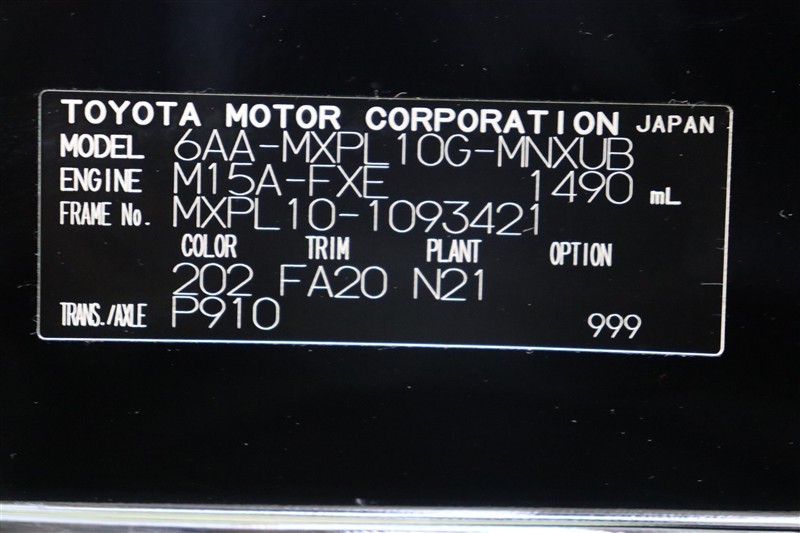 TOYOTA MOTOR CORPORATION JAPAN
MODEL 6AA-MXPL10G-MNXUB
ENGINE M15A-FXE 1490 mL
FRAME No. MXPL10-1093421
COLOR TRIM PLANT OPTION
202 FA20 N21
TRANS./AXLE P910 999